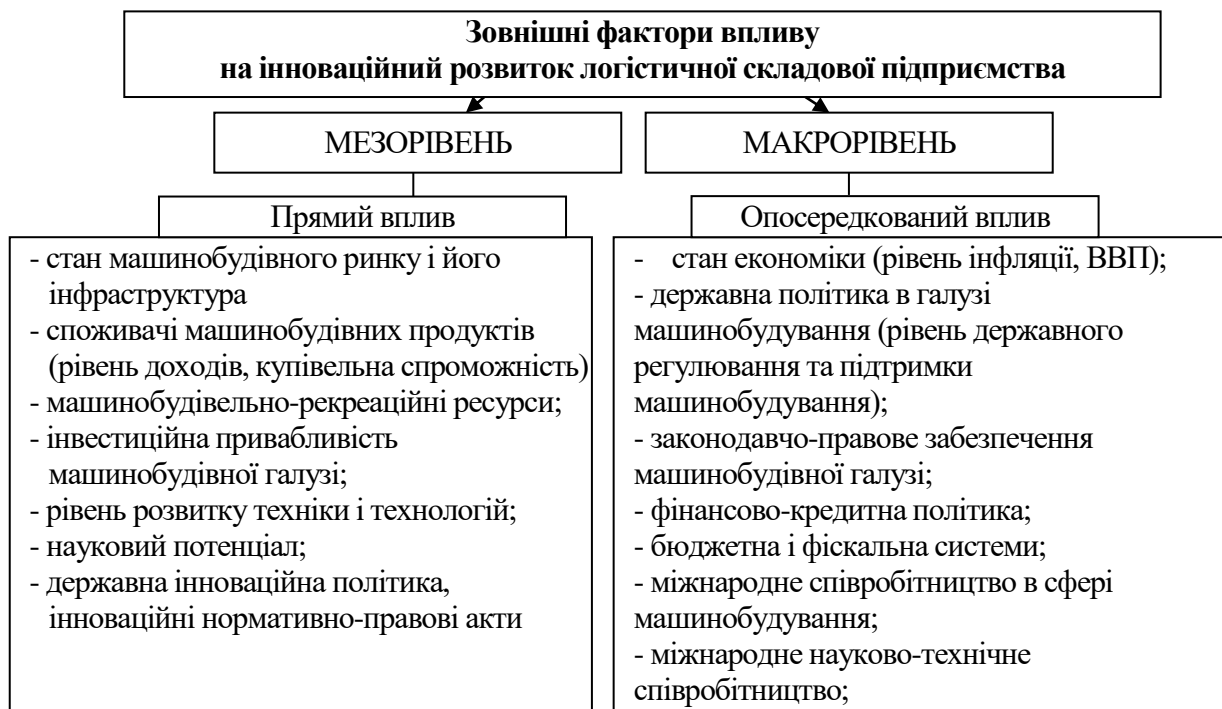 Зовнішні фактори впливу
на інноваційний розвиток логістичної складової підприємства
МЕЗОРІВЕНЬ
МАКРОРІВЕНЬ
Прямий вплив
Опосередкований вплив
- стан машинобудівного ринку і його
інфраструктура
- споживачі машинобудівних продуктів
(рівень доходів, купівельна спроможність)
- машинобудівельно-рекреаційні ресурси;
- інвестиційна привабливість
машинобудівної галузі;
- рівень розвитку техніки і технологій;
- науковий потенціал;
- державна інноваційна політика,
інноваційні нормативно-правові акти
- стан економіки (рівень інфляції, ВВП);
- державна політика в галузі
машинобудування (рівень державного
регулювання та підтримки
машинобудування);
- законодавчо-правове забезпечення
машинобудівної галузі;
- фінансово-кредитна політика;
- бюджетна і фіскальна системи;
- міжнародне співробітництво в сфері
машинобудування;
- міжнародне науково-технічне
співробітництво;